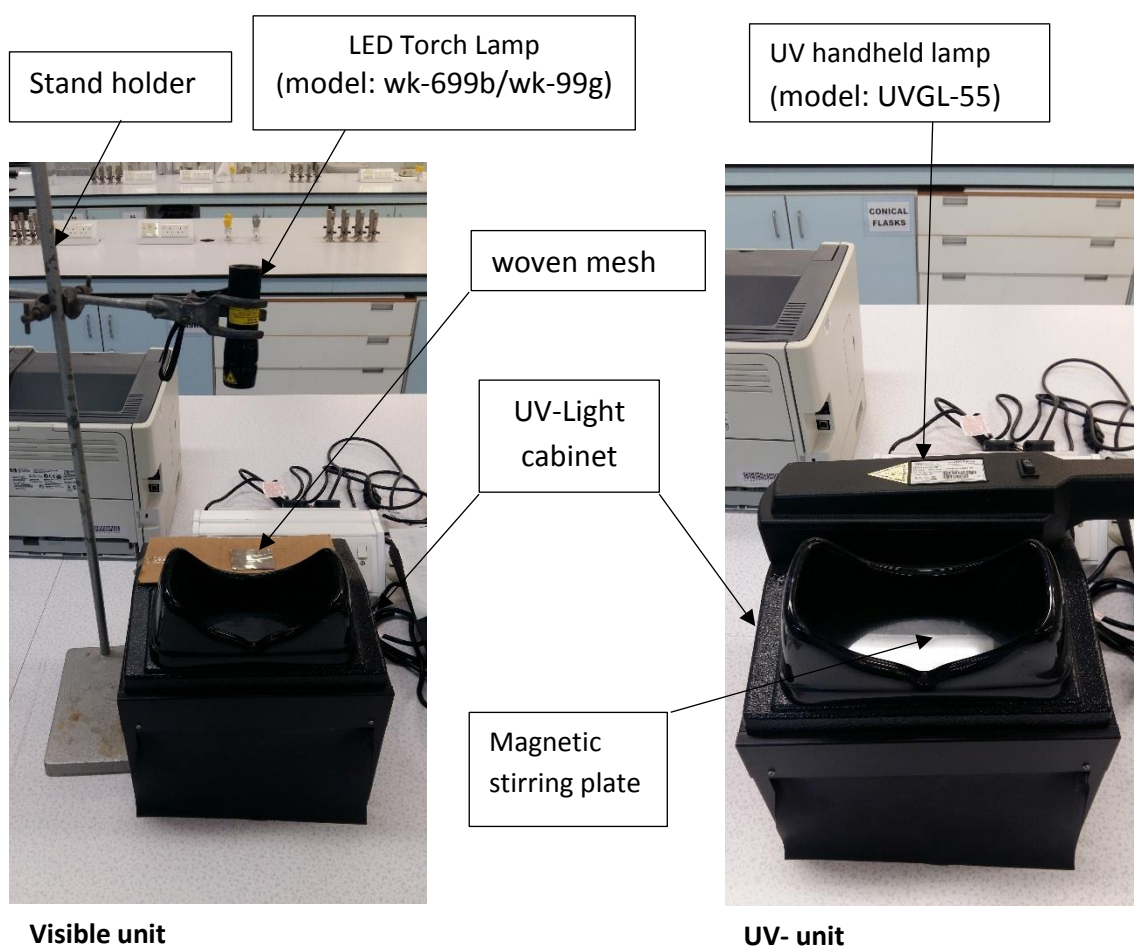 Stand holder
LED Torch Lamp
(model: wk-699b/wk-99g)
UV handheld lamp
(model: UVGL-55)
CONICAL
FLASKS
woven mesh
UV-Light
cabinet
Magnetic
stirring plate
Visible unit
UV- unit